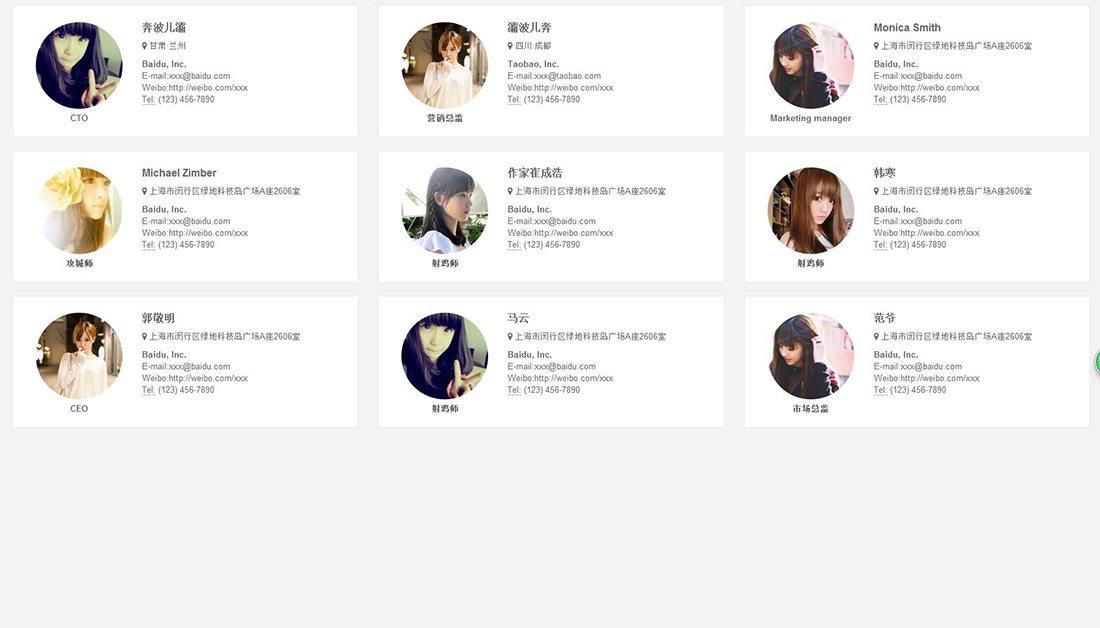 奔波儿灞
甘肃·兰州
Baidu, Inc.
E-mail:xxx@baidu.com
Weibo:http://weibo.com/xxx
Tel: (123) 456-7890
CTO
灞波儿奔
四川·成都
Taobao, Inc.
E-mail:xxx@taobao.com
Weibo:http://weibo.com/xxx
Tel: (123) 456-7890
营销总监
Monica Smith
上海市闵行区绿地科技岛广场A座2606室
Baidu, Inc.
E-mail:xxx@baidu.com
Weibo:http://weibo.com/xxx
Tel: (123) 456-7890
Marketing manager
Michael Zimber
上海市闵行区绿地科技岛广场A座2606室
Baidu, Inc.
E-mail:xxx@baidu.com
Weibo:http://weibo.com/xxx
Tel: (123) 456-7890
攻城师
作家崔成浩
上海市闵行区绿地科技岛广场A座2606室
Baidu, Inc.
E-mail:xxx@baidu.com
Weibo:http://weibo.com/xxx
Tel: (123) 456-7890
射鸡师
韩寒
上海市闵行区绿地科技岛广场A座2606室
Baidu, Inc.
E-mail:xxx@baidu.com
Weibo:http://weibo.com/xxx
Tel: (123) 456-7890
射鸡师
郭敬明
上海市闵行区绿地科技岛广场A座2606室
Baidu, Inc.
E-mail:xxx@baidu.com
Weibo:http://weibo.com/xxx
Tel: (123) 456-7890
CEO
马云
上海市闵行区绿地科技岛广场A座2606室
Baidu, Inc.
E-mail:xxx@baidu.com
Weibo:http://weibo.com/xxx
Tel: (123) 456-7890
射鸡师
范爷
上海市闵行区绿地科技岛广场A座2606室
Baidu, Inc.
E-mail:xxx@baidu.com
Weibo:http://weibo.com/xxx
Tel: (123) 456-7890
市场总监